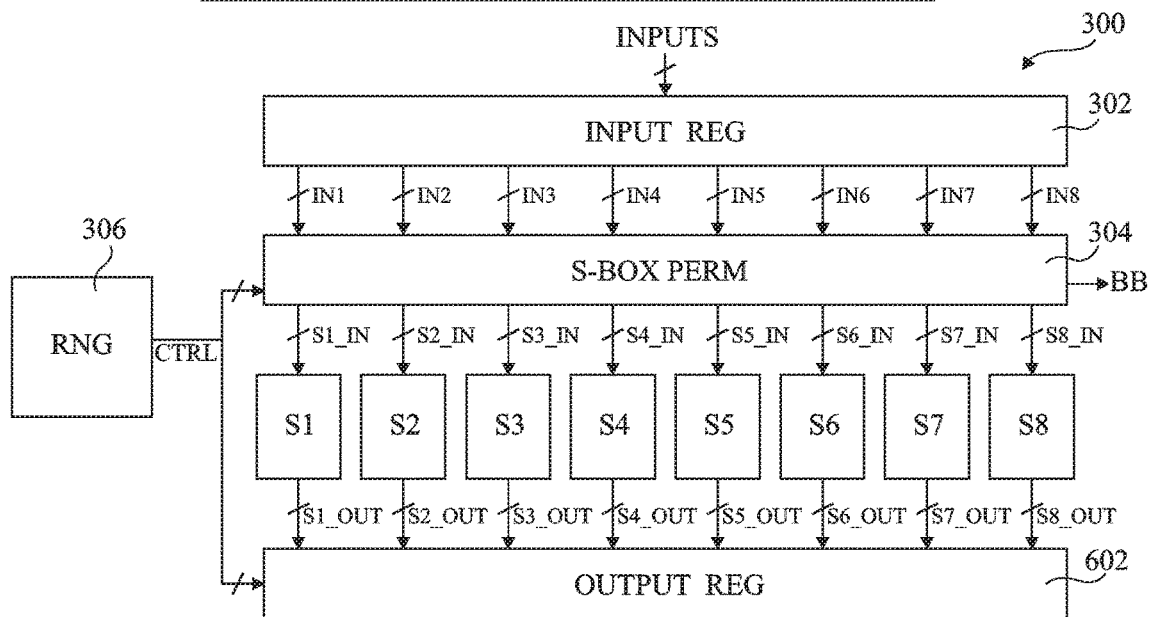 INPUTS
300
INPUT REG
302
IN1 IN2 IN3 IN4 IN5 IN6 IN7 IN8
306
304
S-BOX PERM
BB
RNG
CTRL
S1_IN S2_IN S3_IN S4_IN S5_IN S6_IN S7_IN S8_IN
S1 S2 S3 S4 S5 S6 S7 S8
S1_OUT S2_OUT S3_OUT S4_OUT S5_OUT S6_OUT S7_OUT S8_OUT
OUTPUT REG
602